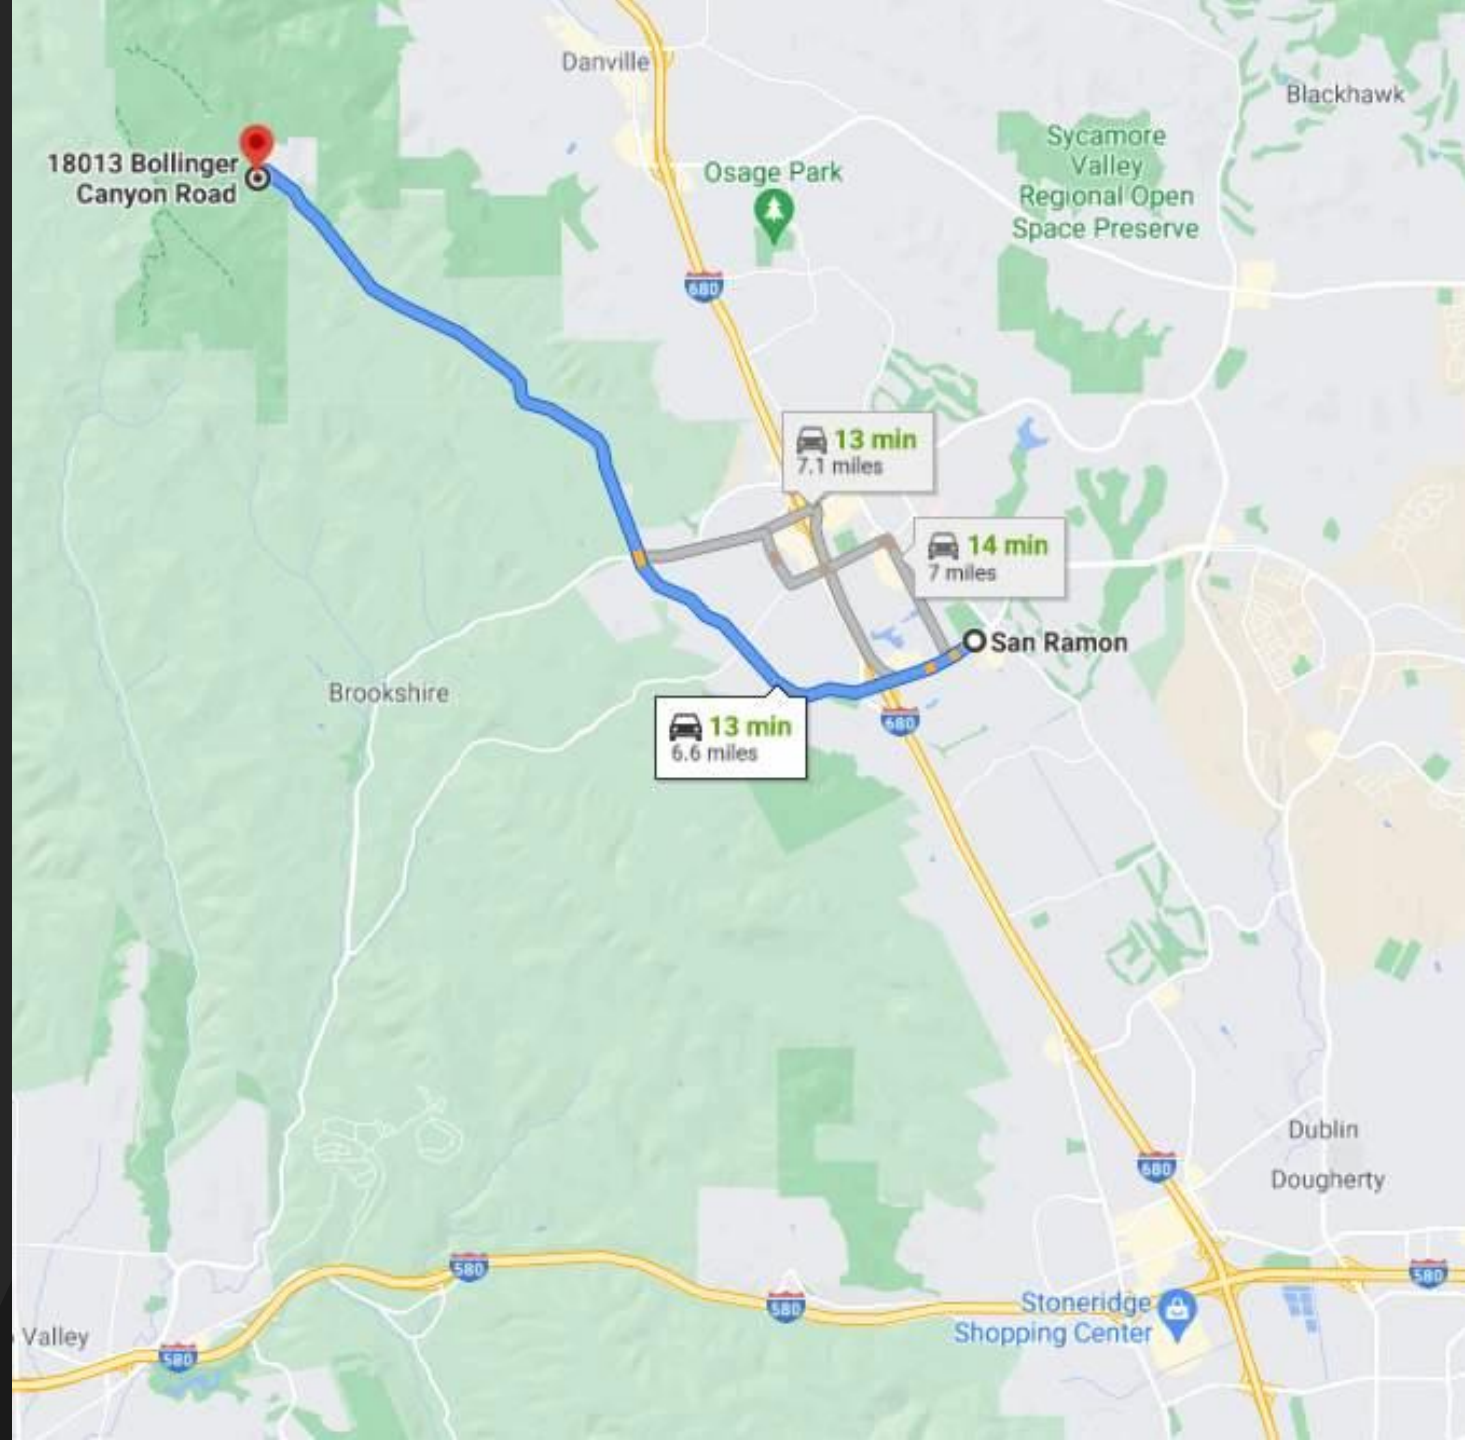 Danville
Blackhawk
18013 Bollinger
Canyon Road
Osage Park
Sycamore
Valley
Regional Open
Space Preserve
680
13 min
7.1 miles
14 min
7 miles
San Ramon
Brookshire
13 min
6.6 miles
680
Dublin
680
Dougherty
580
580
580
Stoneridge
Shopping Center
Valley
580